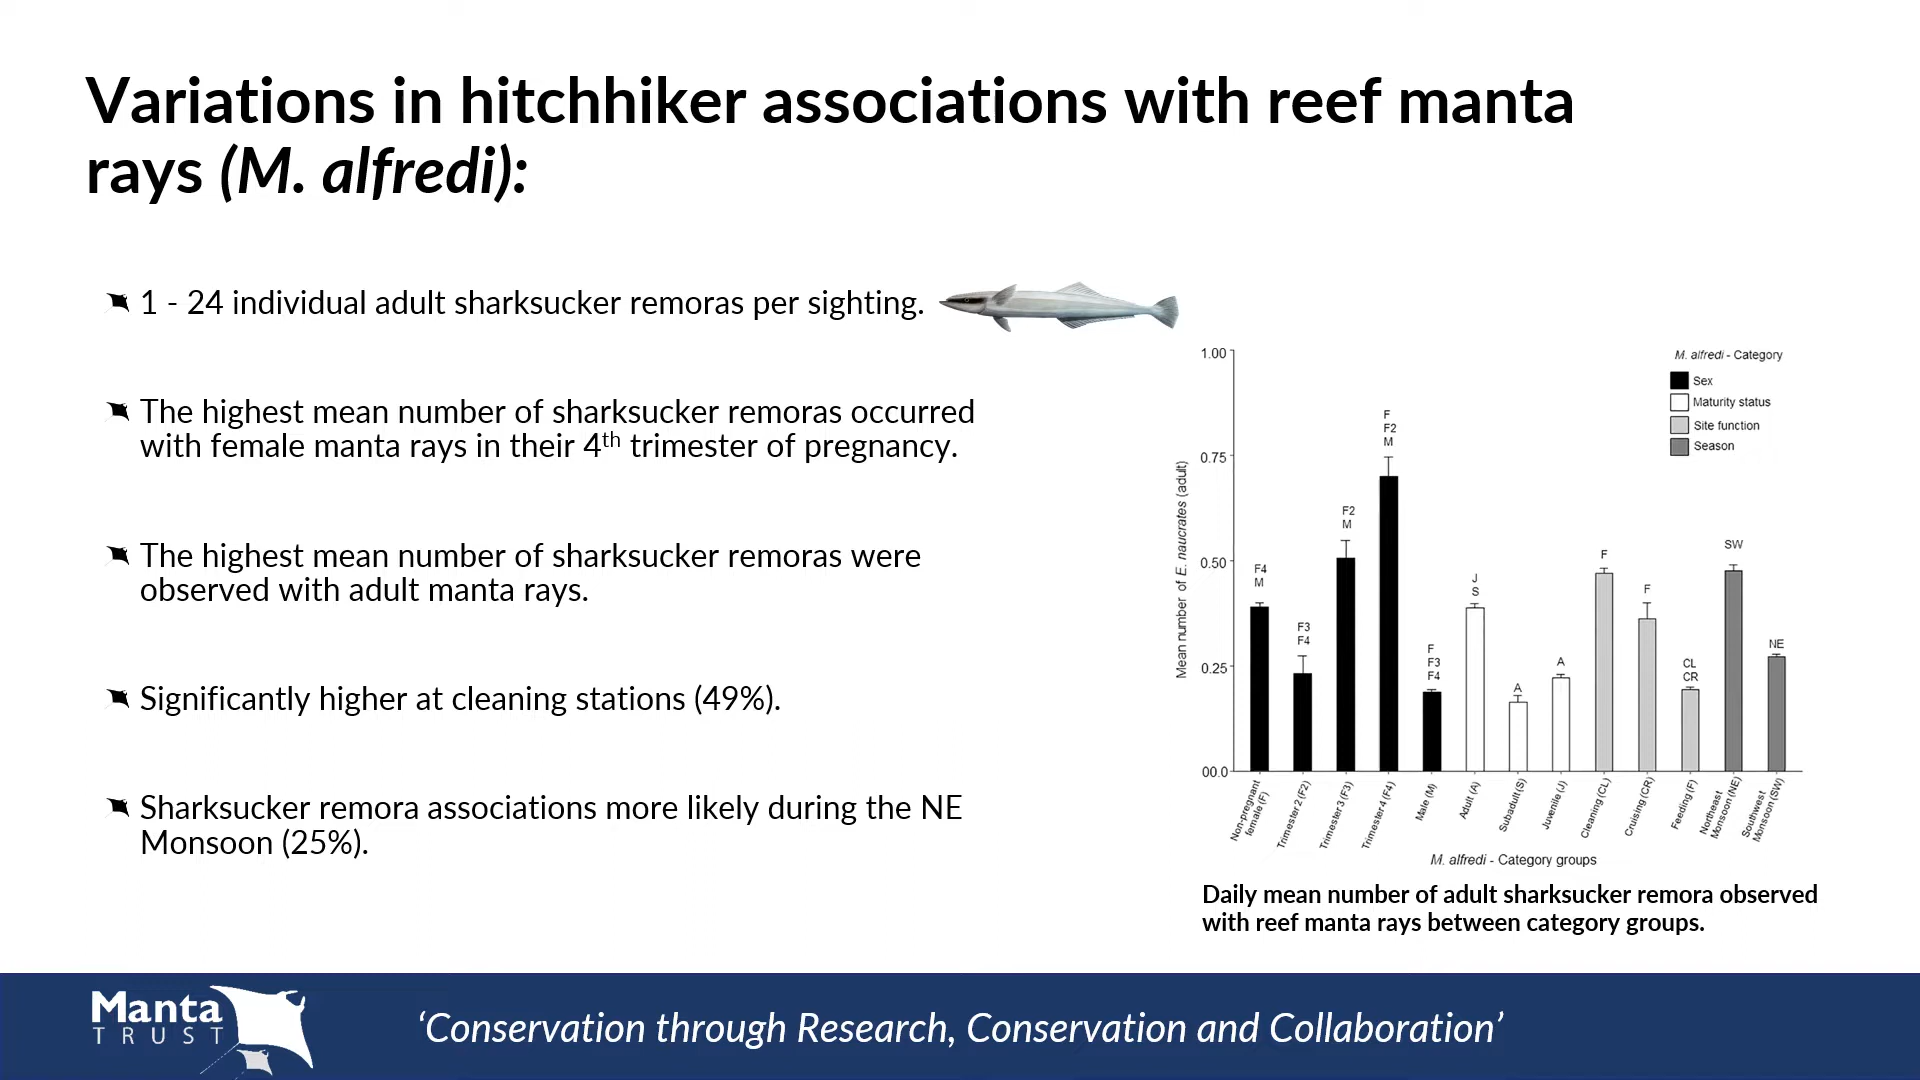 Variations in hitchhiker associations with reef manta
rays (M. alfredi):
1 - 24 individual adult sharksucker remoras per sighting.
The highest mean number of sharksucker remoras occurred
with female manta rays in their 4th trimester of pregnancy.
The highest mean number of sharksucker remoras were
observed with adult manta rays.
Significantly higher at cleaning stations (49%).
Sharksucker remora associations more likely during the NE
Monsoon (25%).
Mean number of E. naucrates (adult)
1.00
0.75
0.50
0.25
00.0
M. alfredi - Category
Sex
Maturity status
Site function
Season
F4
M
F3
F4
F2
M
F
F2
M
F
F3
F4
J
S
A
A
F
F
CL
CR
SW
NE
Non-pregnant
female (F)
Trimester 2 (F2)
Trimester 3 (F3)
Trimester 4 (F4)
Male (M)
Adult (A)
Subadult (S)
Juvenile (J)
Cleaning (CL)
Cruising (CR)
Feeding (F)
Northeast
Monsoon (NE)
Southwest
Monsoon (SW)
M. alfredi - Category groups
Daily mean number of adult sharksucker remora observed
with reef manta rays between category groups.
Manta
TRUST
‘Conservation through Research, Conservation and Collaboration’